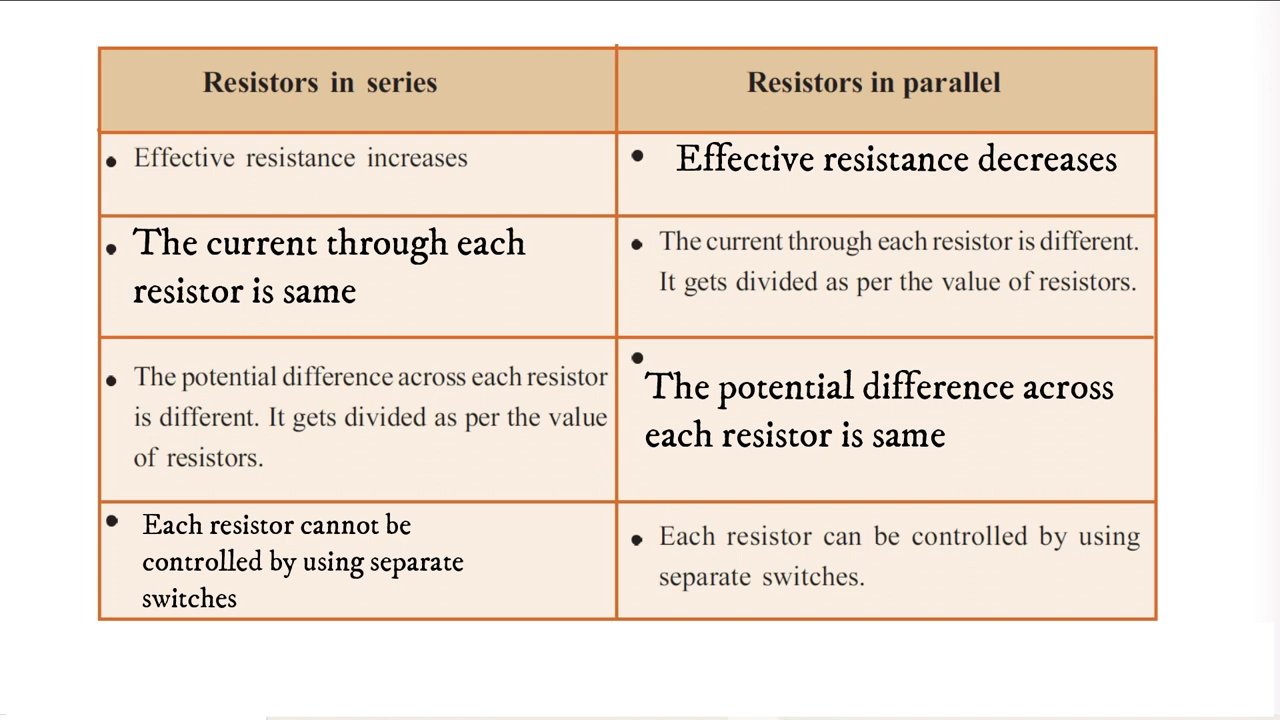 Resistors in series
Resistors in parallel
• Effective resistance increases
• Effective resistance decreases
• The current through each
resistor is same
• The current through each resistor is different.
It gets divided as per the value of resistors.
• The potential difference across each resistor
is different. It gets divided as per the value
of resistors.
• The potential difference across
each resistor is same
• Each resistor cannot be
controlled by using separate
switches
• Each resistor can be controlled by using
separate switches.